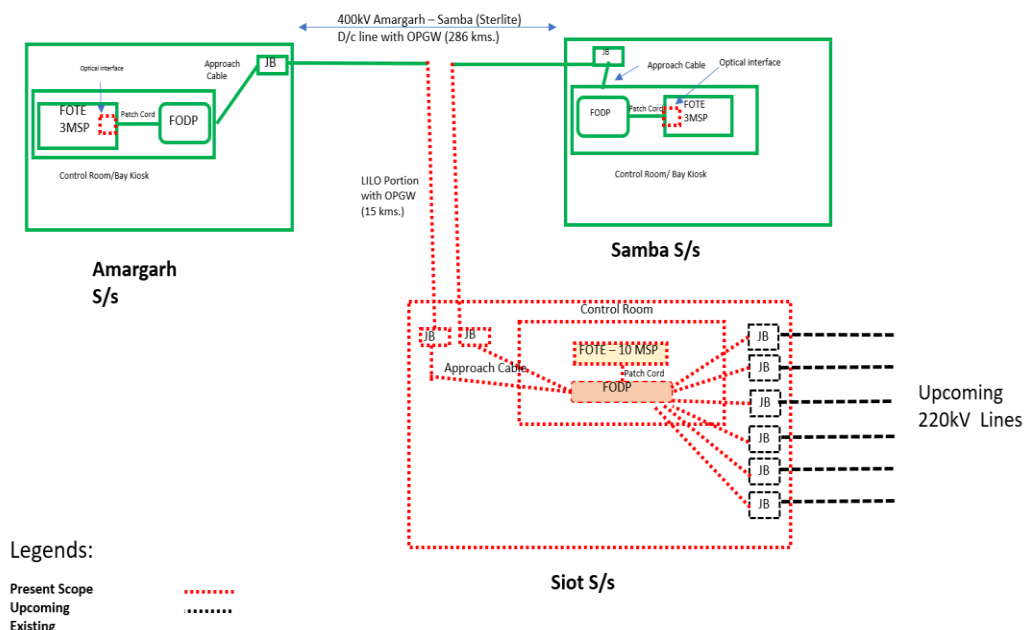 400kV Amargarh – Samba (Sterlite)
D/c line with OPGW (286 kms.)
JB
Approach
Cable
Optical interface
FOTE
3MSP
Patch Cord
FODP
Control Room/Bay Kiosk
Amargarh
S/s
JB
Approach Cable
Optical interface
FODP
Patch Cord
FOTE
3MSP
Control Room/ Bay Kiosk
Samba S/s
LILO Portion
with OPGW
(15 kms.)
Control Room
JB
JB
FOTE – 10 MSP
Approach Cable
Patch Cord
FODP
JB
JB
JB
JB
JB
JB
Upcoming
220kV Lines
Siot S/s
Legends:
Present Scope
Upcoming
Existing